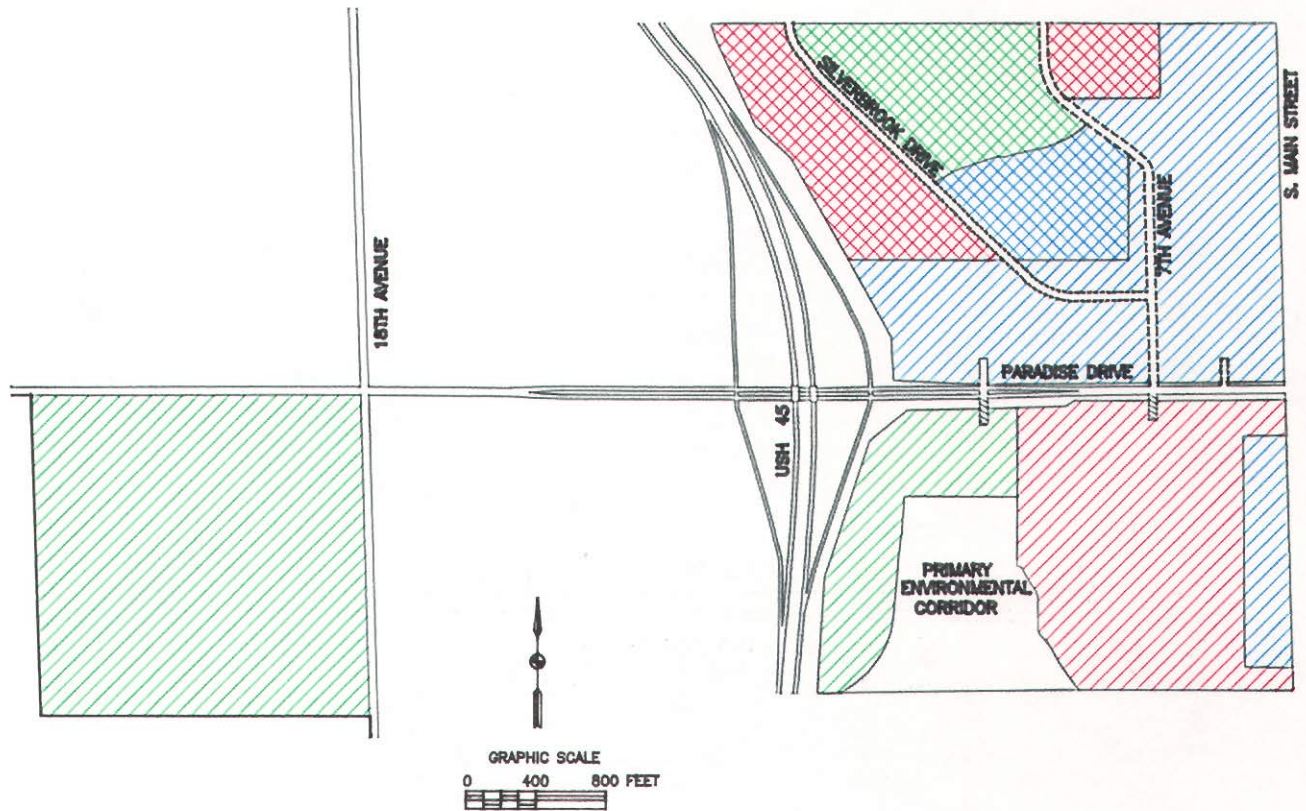 SILVERBROOK DRIVE
S. MAIN STREET
7TH AVENUE
18TH AVENUE
PARADISE DRIVE
USH 45
PRIMARY
ENVIRONMENTAL
CORRIDOR
GRAPHIC SCALE
0 400 800 FEET